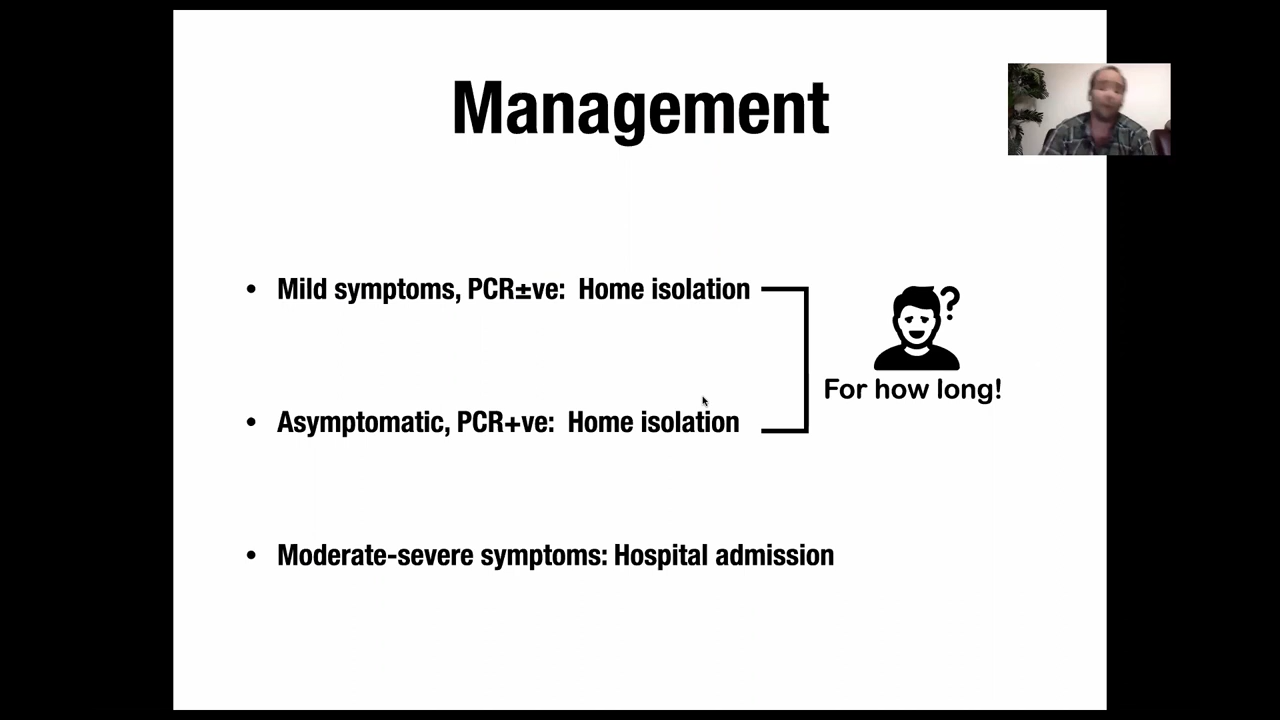 Management
• Mild symptoms, PCR±ve: Home isolation
?
For how long!
• Asymptomatic, PCR+ve: Home isolation
• Moderate-severe symptoms: Hospital admission